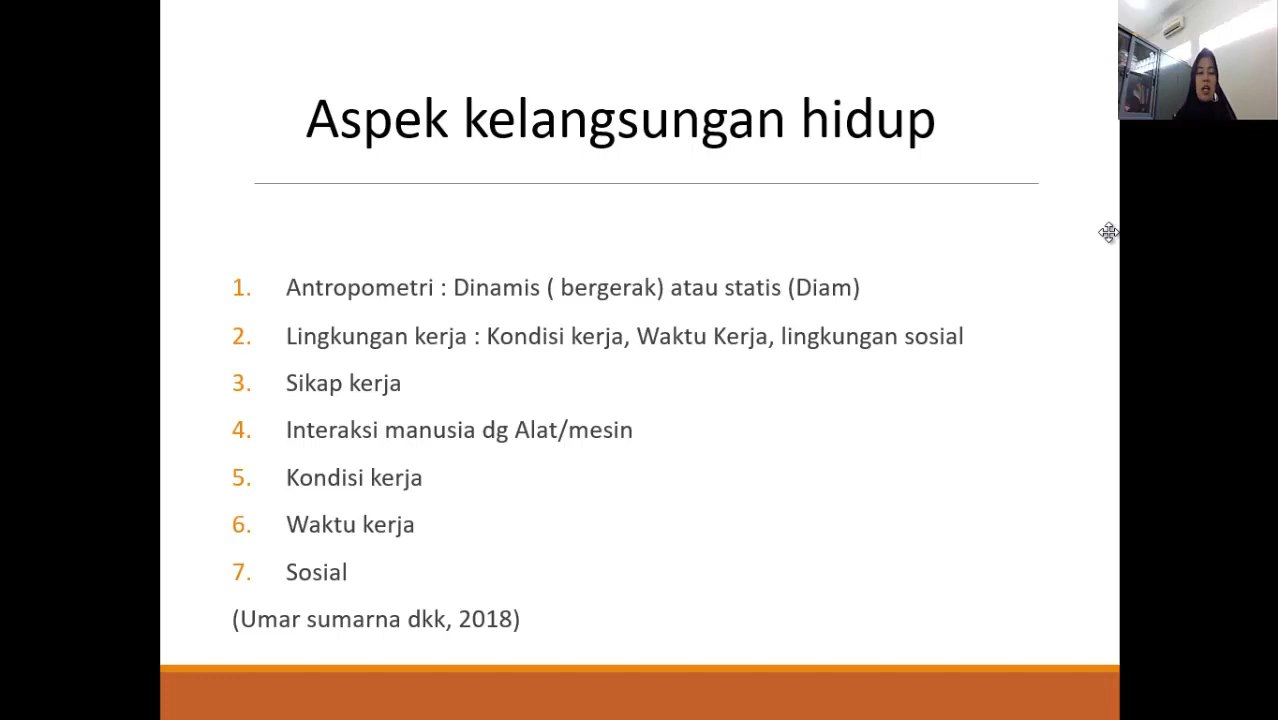 Aspek kelangsungan hidup
1. Antropometri : Dinamis ( bergerak) atau statis (Diam)
2. Lingkungan kerja : Kondisi kerja, Waktu Kerja, lingkungan sosial
3. Sikap kerja
4. Interaksi manusia dg Alat/mesin
5. Kondisi kerja
6. Waktu kerja
7. Sosial
(Umar sumarna dkk, 2018)